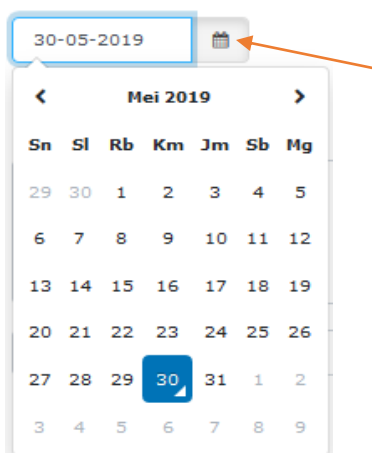 30-05-2019
Mei 2019
Sn Sl Rb Km Jm Sb Mg
29 30 1 2 3 4 5
6 7 8 9 10 11 12
13 14 15 16 17 18 19
20 21 22 23 24 25 26
27 28 29 30 31 1 2
3 4 5 6 7 8 9